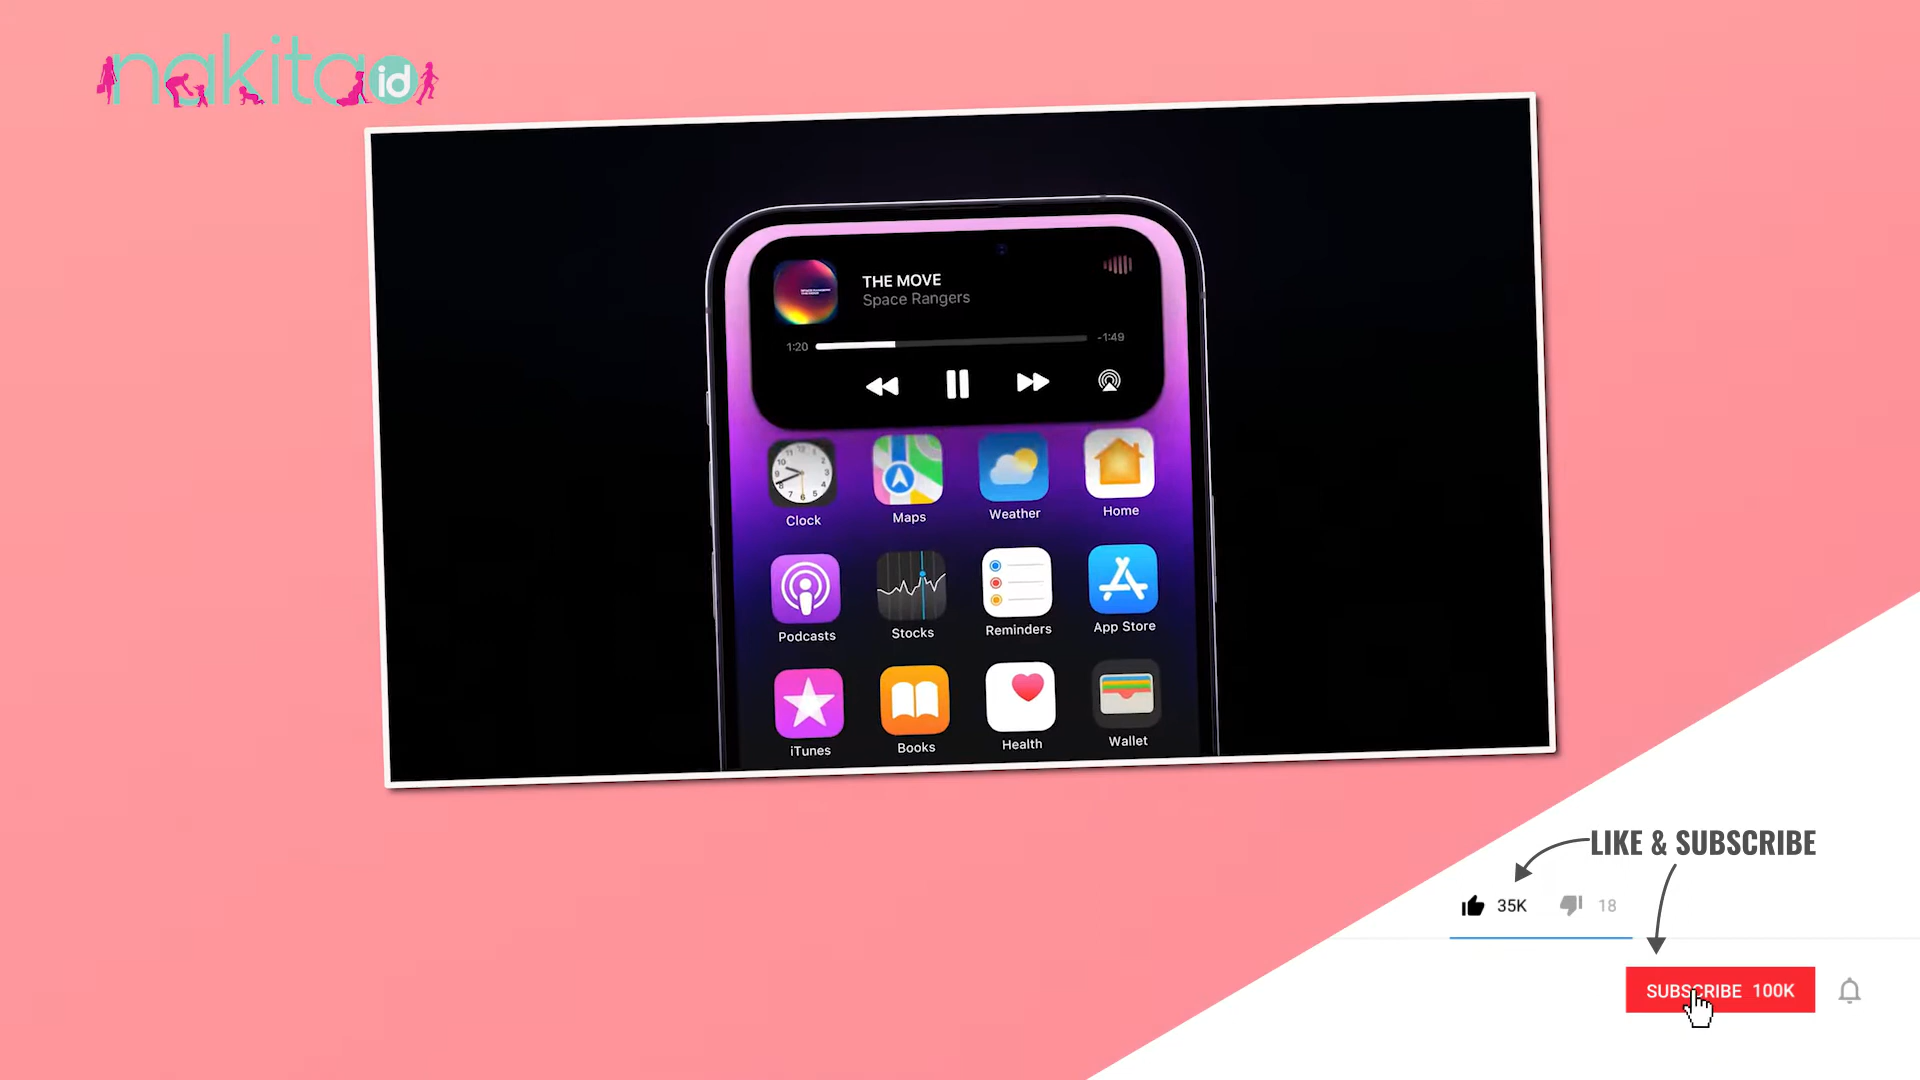 nakita id
THE MOVE
Space Rangers
1:20
-1:49
Clock
Maps
Weather
Home
Podcasts
Stocks
Reminders
App Store
iTunes
Books
Health
Wallet
LIKE & SUBSCRIBE
35K
18
SUBSCRIBE 100K